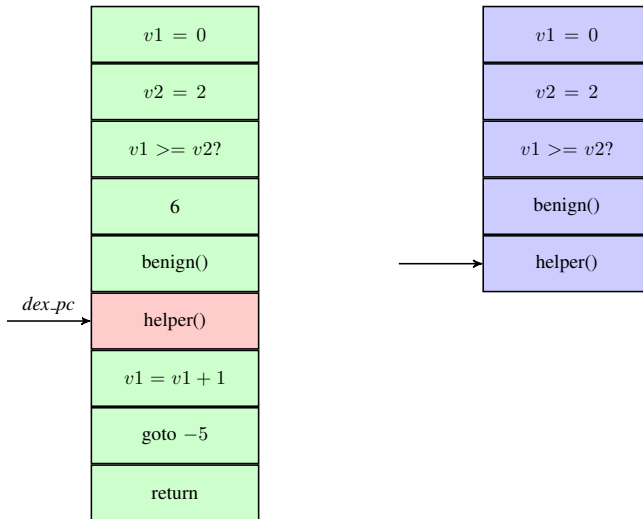 v1 = 0
v2 = 2
v1 >= v2?
6
benign()
dex_pc
helper()
v1 = v1 + 1
goto −5
return
v1 = 0
v2 = 2
v1 >= v2?
benign()
helper()